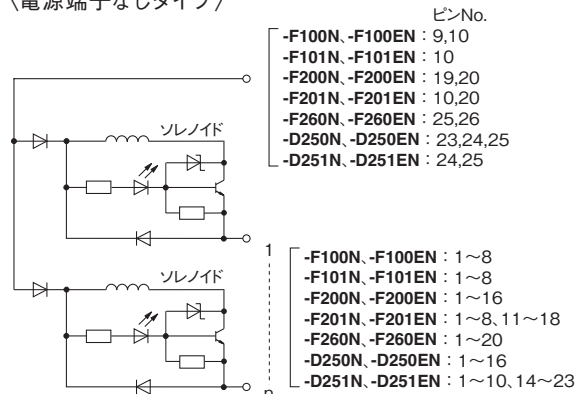 〈電源端子なしタイプ〉
ピンNo.
-F100N、-F100EN：9,10
-F101N、-F101EN：10
-F200N、-F200EN：19,20
-F201N、-F201EN：10,20
-F260N、-F260EN：25,26
-D250N、-D250EN：23,24,25
-D251N、-D251EN：24,25
ソレノイド
1
-F100N、-F100EN：1～8
-F101N、-F101EN：1～8
-F200N、-F200EN：1～16
-F201N、-F201EN：1～8、11～18
-F260N、-F260EN：1～20
-D250N、-D250EN：1～16
-D251N、-D251EN：1～10、14～23
ソレノイド
n